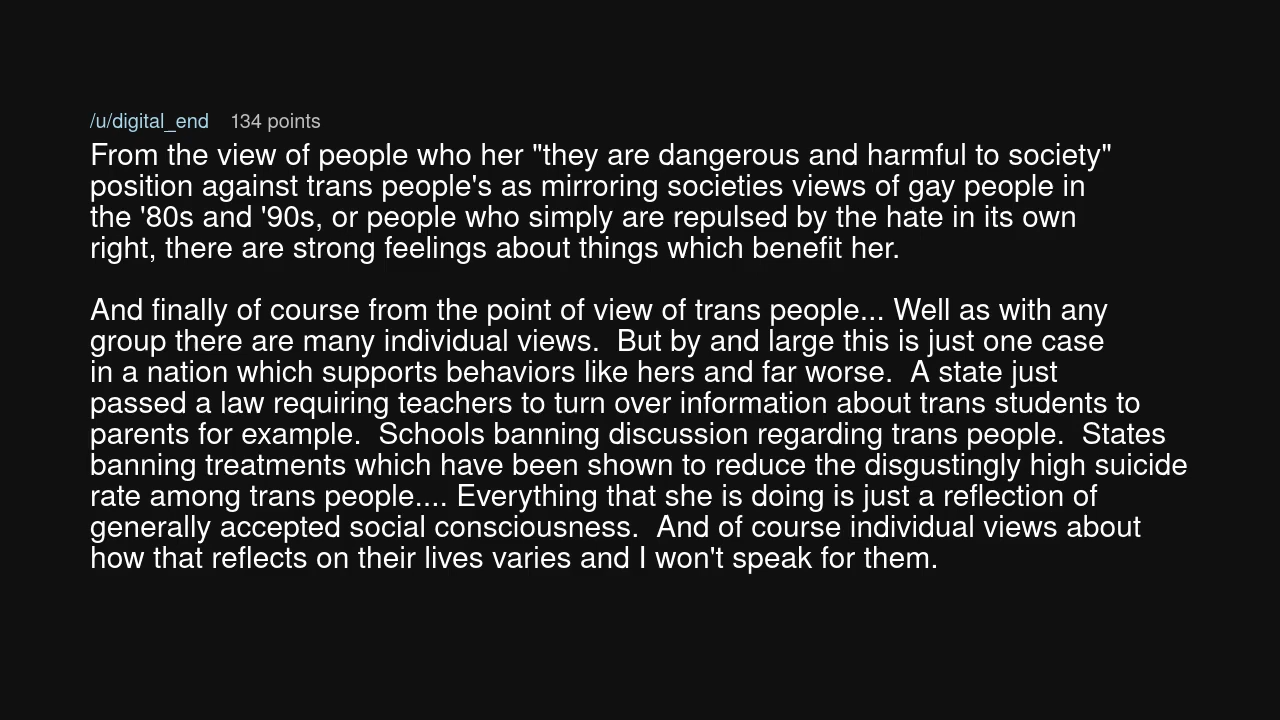 /u/digital_end 134 points
From the view of people who her "they are dangerous and harmful to society"
position against trans people's as mirroring societies views of gay people in
the '80s and '90s, or people who simply are repulsed by the hate in its own
right, there are strong feelings about things which benefit her.
And finally of course from the point of view of trans people... Well as with any
group there are many individual views.  But by and large this is just one case
in a nation which supports behaviors like hers and far worse.  A state just
passed a law requiring teachers to turn over information about trans students to
parents for example.  Schools banning discussion regarding trans people.  States
banning treatments which have been shown to reduce the disgustingly high suicide
rate among trans people.... Everything that she is doing is just a reflection of
generally accepted social consciousness.  And of course individual views about
how that reflects on their lives varies and I won't speak for them.